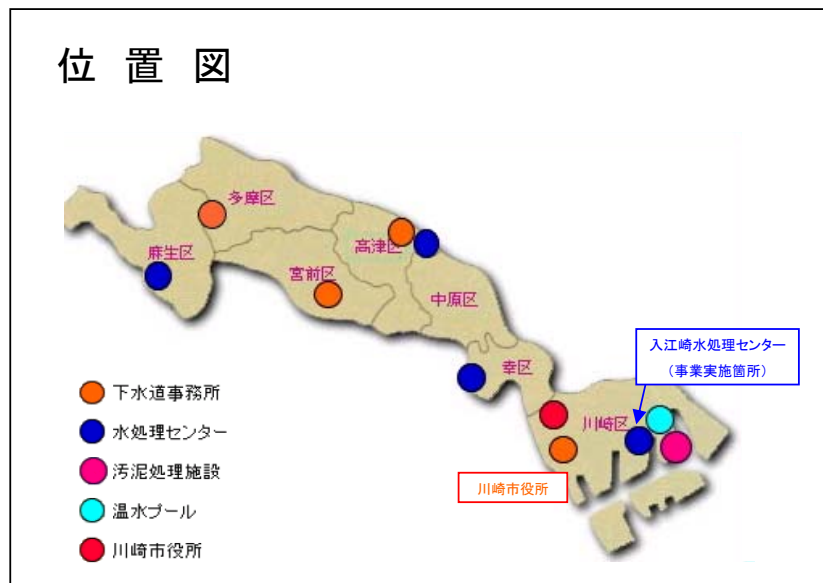 位 置 図
多摩区
麻生区
高津区
宮前区
中原区
幸区
川崎区
入江崎水処理センター
（事業実施箇所）
川崎市役所
下水道事務所
水処理センター
汚泥処理施設
温水プール
川崎市役所